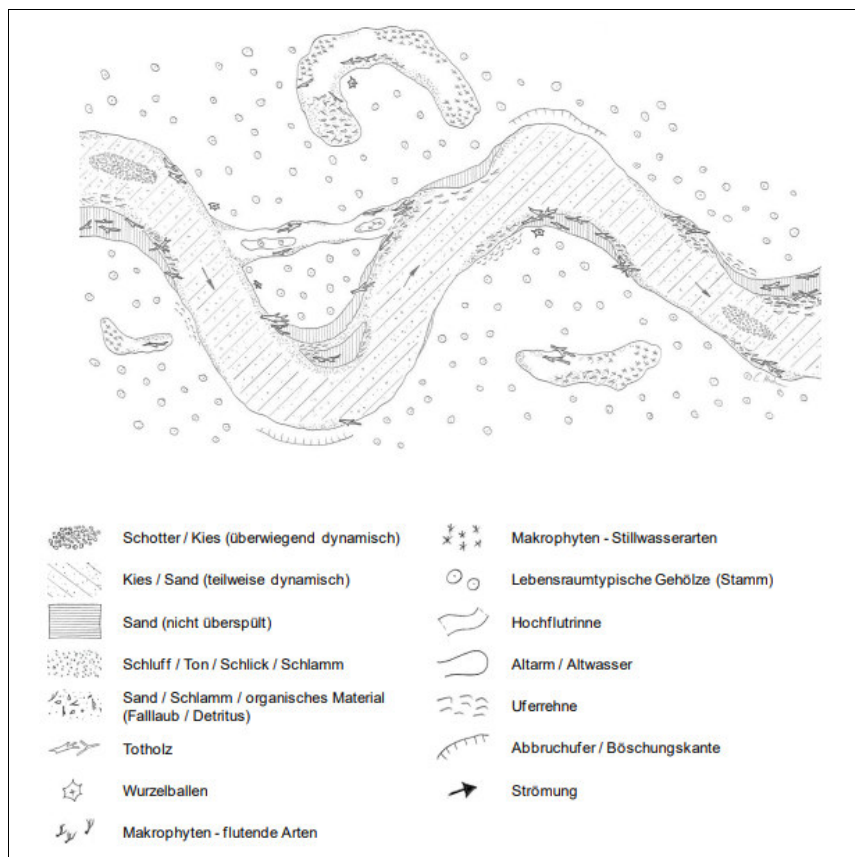 Schotter / Kies (überwiegend dynamisch)
Kies / Sand (teilweise dynamisch)
Sand (nicht überspült)
Schluff / Ton / Schlick / Schlamm
Sand / Schlamm / organisches Material
(Falllaub / Detritus)
Totholz
Wurzelballen
Makrophyten - flutende Arten
Makrophyten - Stillwasserarten
Lebensraumtypische Gehölze (Stamm)
Hochflutrinne
Altarm / Altwasser
Uferrehne
Abbruchufer / Böschungskante
Strömung